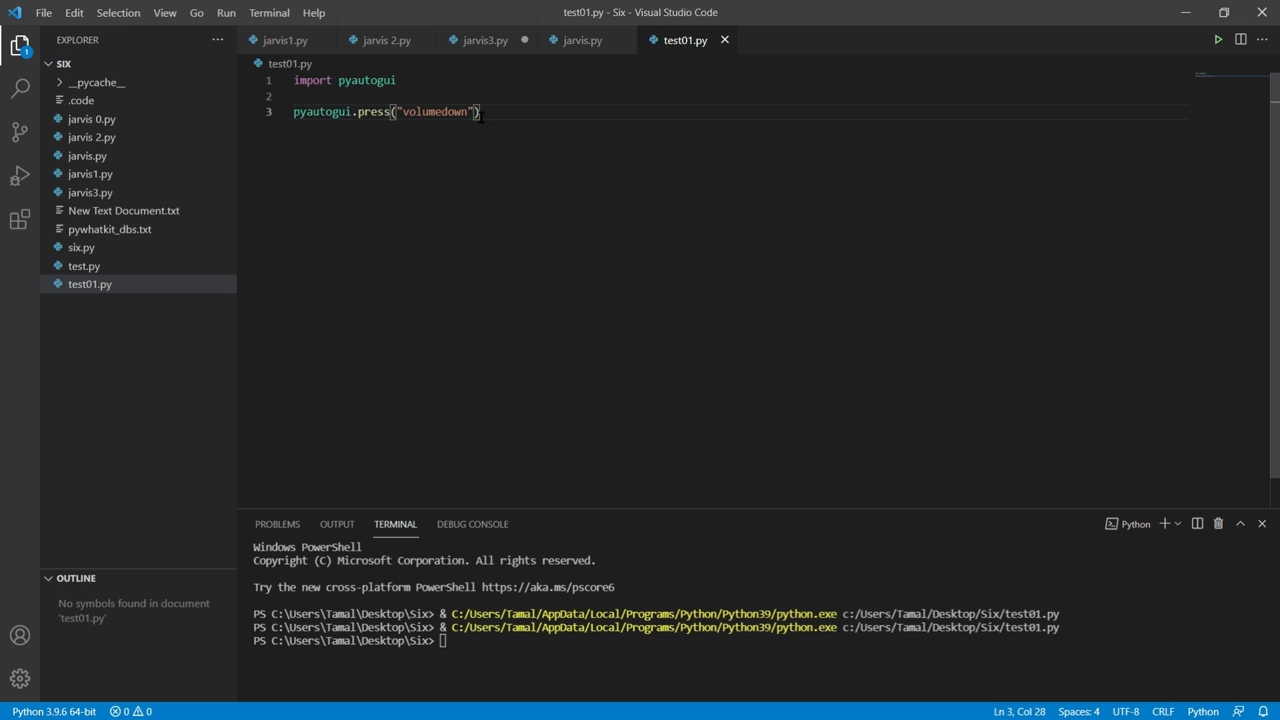 File Edit Selection View Go Run Terminal Help test01.py - Six - Visual Studio Code
EXPLORER
jarvis1.py jarvis 2.py jarvis3.py jarvis.py test01.py
1
SIX
__pycache__
.code
jarvis 0.py
jarvis 2.py
jarvis.py
jarvis1.py
jarvis3.py
New Text Document.txt
pywhatkit_dbs.txt
six.py
test.py
test01.py
OUTLINE
No symbols found in document
'test01.py'
test01.py
1 import pyautogui
2
3 pyautogui.press("volumedown")
PROBLEMS OUTPUT TERMINAL DEBUG CONSOLE
Python
Windows PowerShell
Copyright (C) Microsoft Corporation. All rights reserved.
Try the new cross-platform PowerShell https://aka.ms/pscore6
PS C:\Users\Tamal\Desktop\Six> & C:/Users/Tamal/AppData/Local/Programs/Python/Python39/python.exe c:/Users/Tamal/Desktop/Six/test01.py
PS C:\Users\Tamal\Desktop\Six> & C:/Users/Tamal/AppData/Local/Programs/Python/Python39/python.exe c:/Users/Tamal/Desktop/Six/test01.py
PS C:\Users\Tamal\Desktop\Six>
Python 3.9.6 64-bit 0 0 Ln 3, Col 28 Spaces: 4 UTF-8 CRLF Python